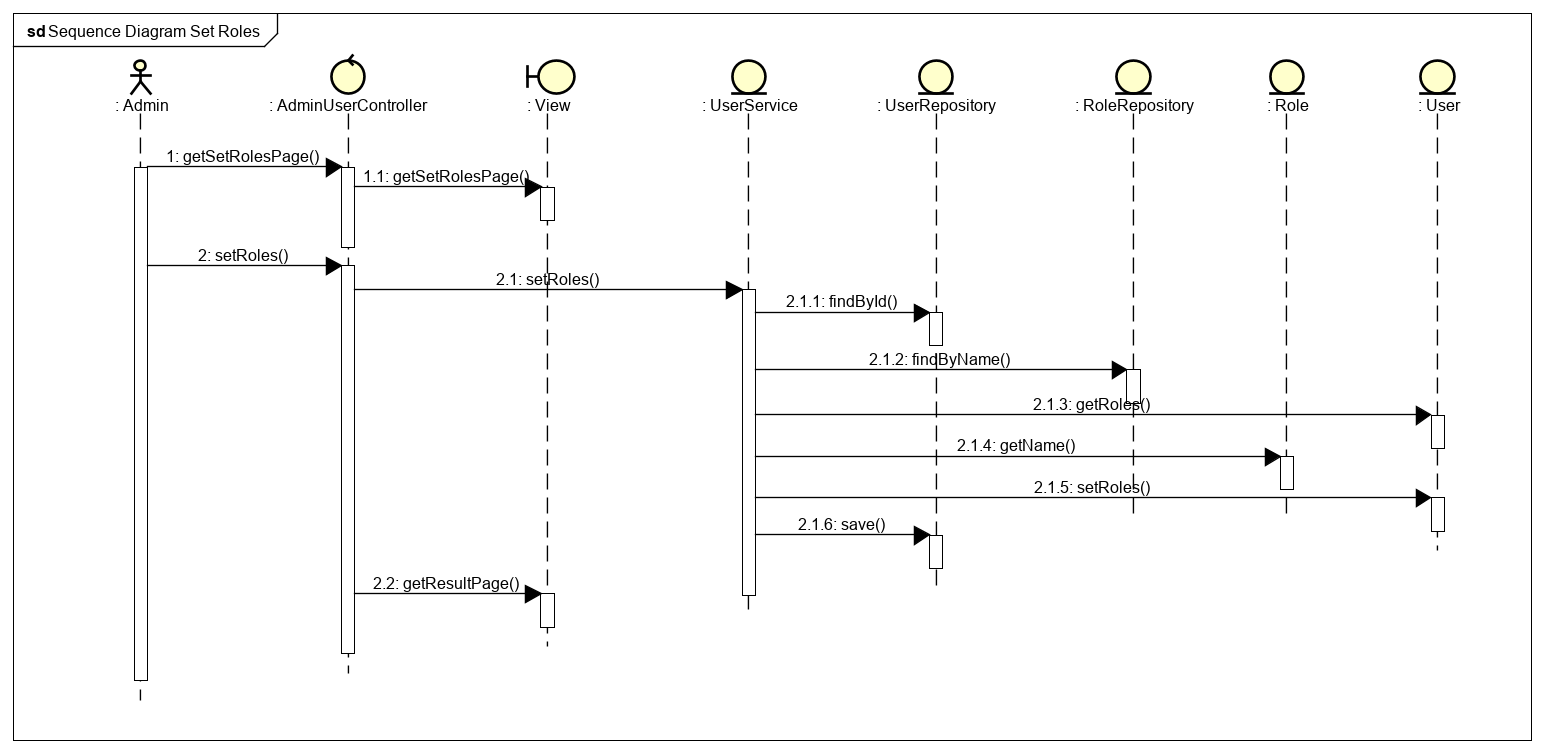 sd Sequence Diagram Set Roles
: Admin
: AdminUserController
: View
: UserService
: UserRepository
: RoleRepository
: Role
: User
1: getSetRolesPage()
1.1: getSetRolesPage()
2: setRoles()
2.1: setRoles()
2.1.1: findById()
2.1.2: findByName()
2.1.3: getRoles()
2.1.4: getName()
2.1.5: setRoles()
2.1.6: save()
2.2: getResultPage()